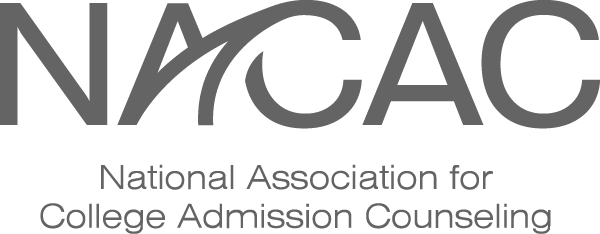 NACAC
National Association for
College Admission Counseling